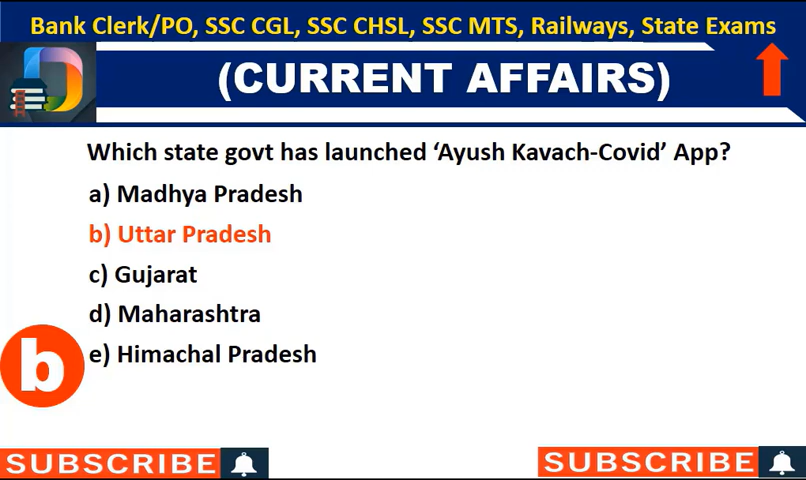 Bank Clerk/PO, SSC CGL, SSC CHSL, SSC MTS, Railways, State Exams
(CURRENT AFFAIRS)
Which state govt has launched ‘Ayush Kavach-Covid’ App?
a) Madhya Pradesh
b) Uttar Pradesh
c) Gujarat
d) Maharashtra
e) Himachal Pradesh
b
SUBSCRIBE
SUBSCRIBE